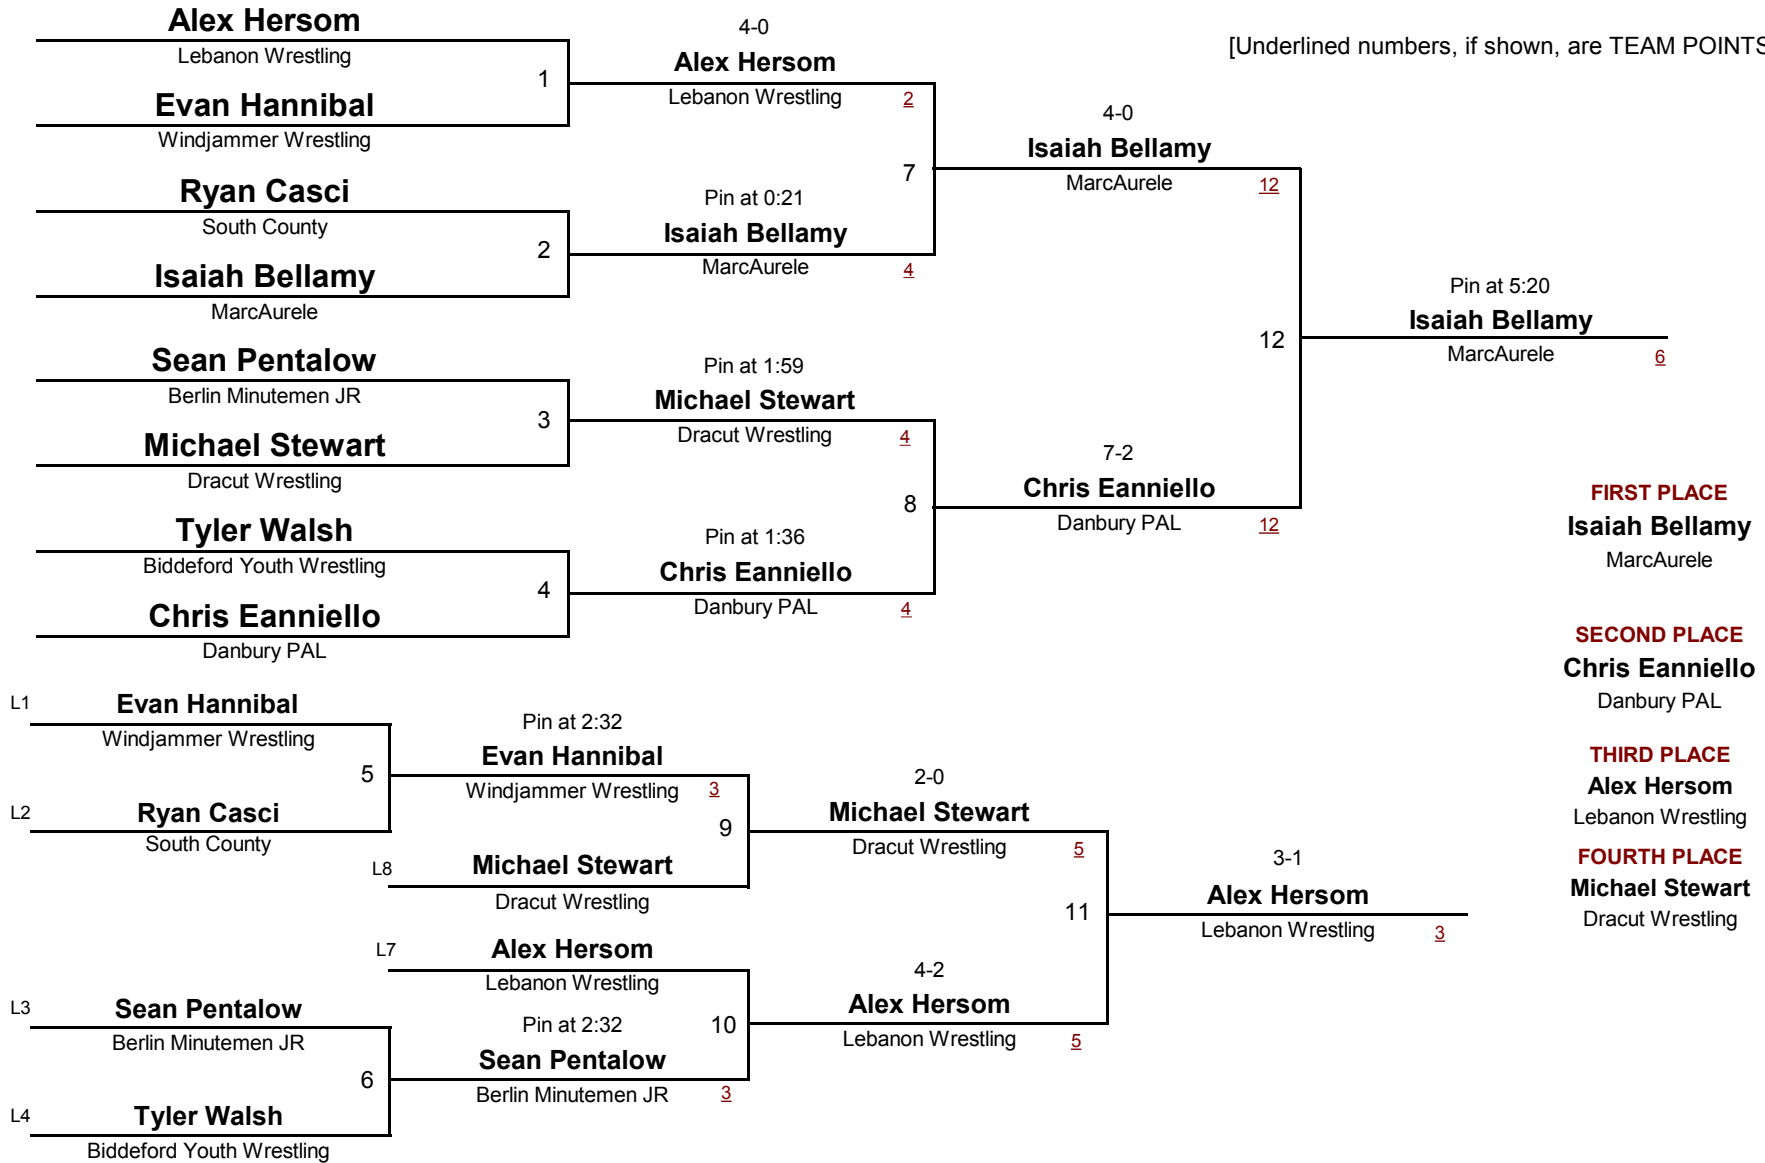 Alex Hersom
Lebanon Wrestling
1
Evan Hannibal
Windjammer Wrestling
Ryan Casci
South County
2
Isaiah Bellamy
MarcAurele
Sean Pentalow
Berlin Minutemen JR
3
Michael Stewart
Dracut Wrestling
Tyler Walsh
Biddeford Youth Wrestling
4
Chris Eanniello
Danbury PAL
4-0
Alex Hersom
Lebanon Wrestling 2
7
Pin at 0:21
Isaiah Bellamy
MarcAurele 4
Pin at 1:59
Michael Stewart
Dracut Wrestling 4
8
Pin at 1:36
Chris Eanniello
Danbury PAL 4
[Underlined numbers, if shown, are TEAM POINTS
4-0
Isaiah Bellamy
MarcAurele 12
12
7-2
Chris Eanniello
Danbury PAL 12
Pin at 5:20
Isaiah Bellamy
MarcAurele 6
FIRST PLACE
Isaiah Bellamy
MarcAurele
SECOND PLACE
Chris Eanniello
Danbury PAL
THIRD PLACE
Alex Hersom
Lebanon Wrestling
FOURTH PLACE
Michael Stewart
Dracut Wrestling
L1 Evan Hannibal
Windjammer Wrestling
5
L2 Ryan Casci
South County
Pin at 2:32
Evan Hannibal
Windjammer Wrestling 3
9
L8 Michael Stewart
Dracut Wrestling
L7 Alex Hersom
Lebanon Wrestling
10
Pin at 2:32
Sean Pentalow
Berlin Minutemen JR 3
L3 Sean Pentalow
Berlin Minutemen JR
6
L4 Tyler Walsh
Biddeford Youth Wrestling
2-0
Michael Stewart
Dracut Wrestling 5
11
4-2
Alex Hersom
Lebanon Wrestling 5
3-1
Alex Hersom
Lebanon Wrestling 3